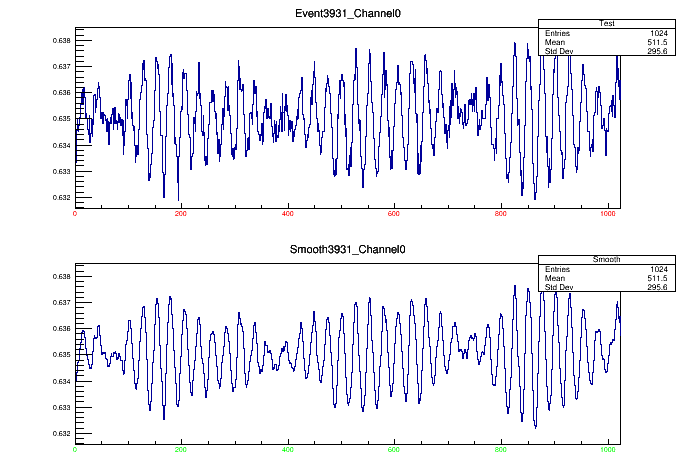 Event3931_Channel0
Test
Entries 1024
Mean 511.5
Std Dev 295.6
0.638
0.637
0.636
0.635
0.634
0.633
0.632
0 200 400 600 800 1000
Smooth3931_Channel0
Smooth
Entries 1024
Mean 511.5
Std Dev 295.6
0.638
0.637
0.636
0.635
0.634
0.633
0.632
0 200 400 600 800 1000